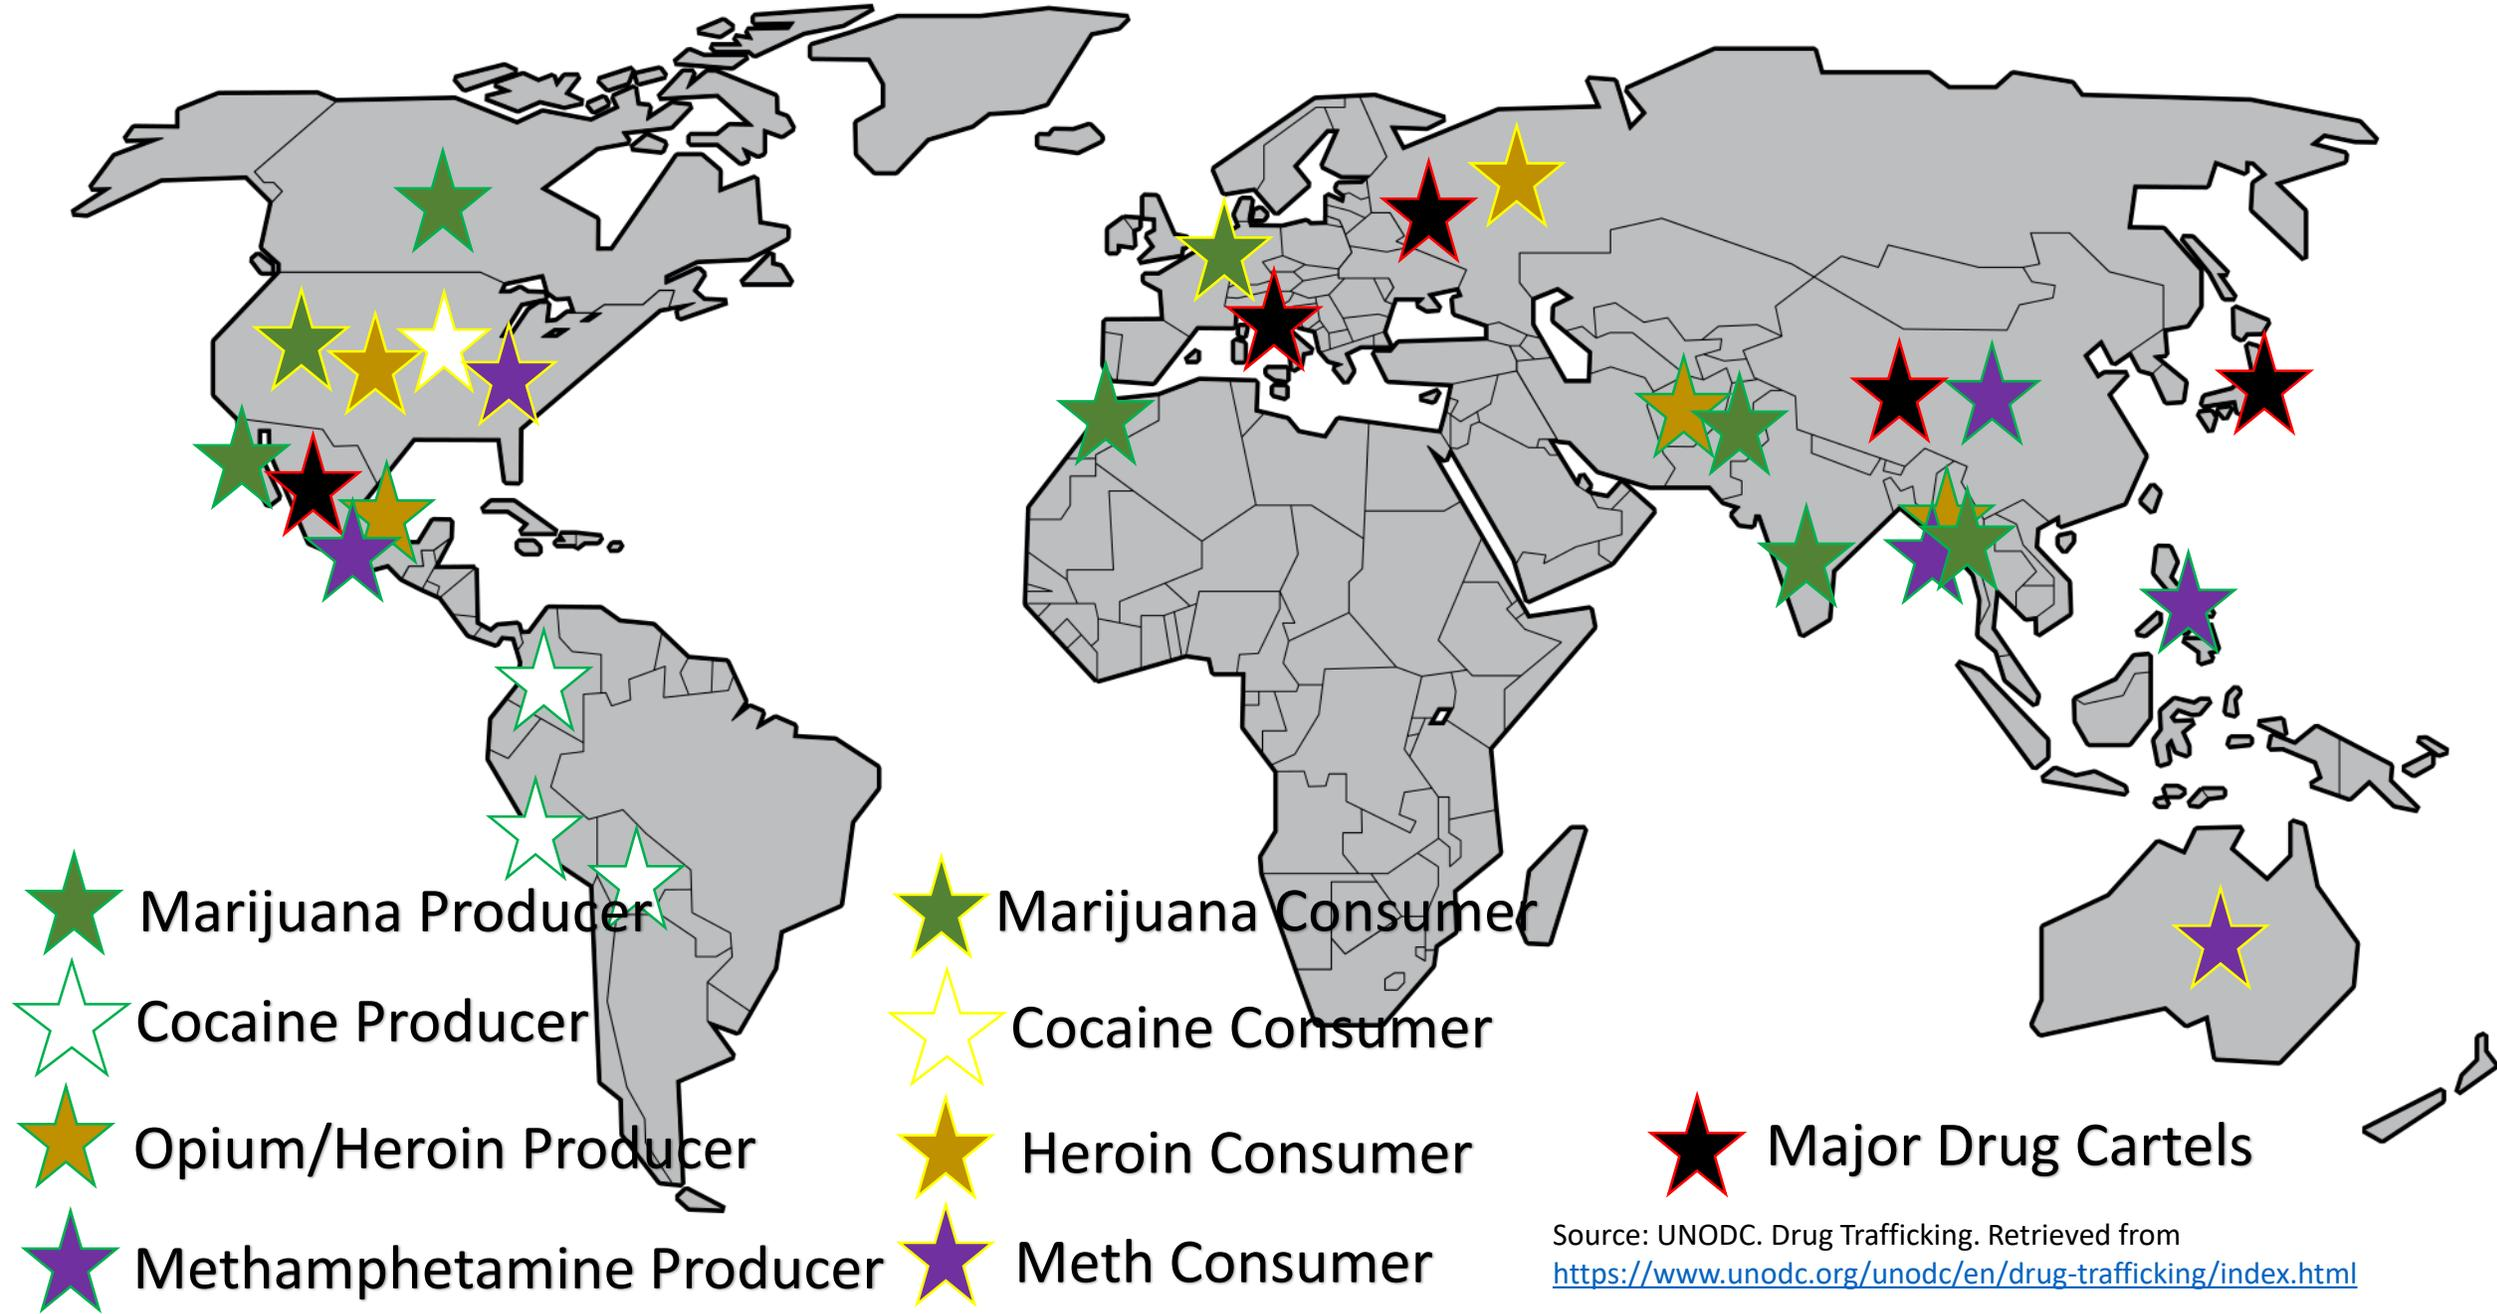 Marijuana Producer
Marijuana Consumer
Cocaine Producer
Cocaine Consumer
Opium/Heroin Producer
Heroin Consumer
Major Drug Cartels
Methamphetamine Producer
Meth Consumer
Source: UNODC. Drug Trafficking. Retrieved from
https://www.unodc.org/unodc/en/drug-trafficking/index.html